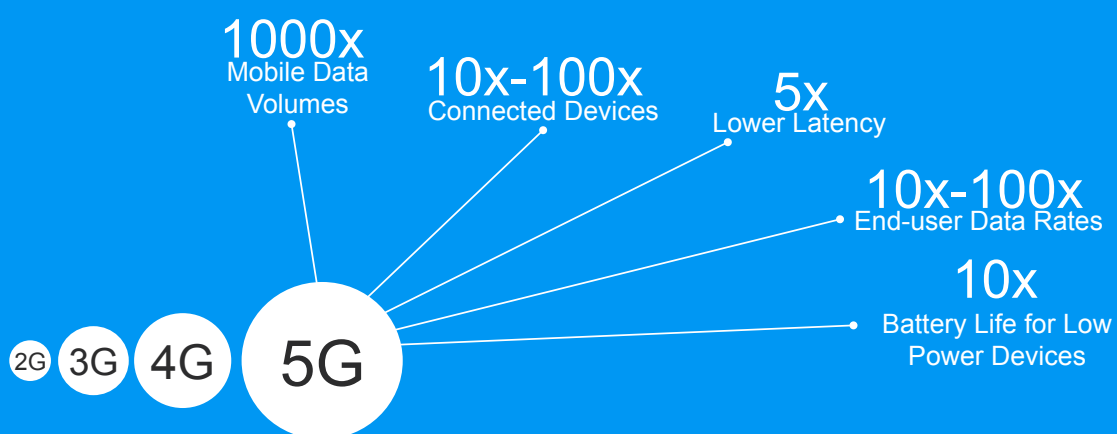 1000x
Mobile Data
Volumes
10x-100x
Connected Devices
5x
Lower Latency
10x-100x
End-user Data Rates
10x
Battery Life for Low
Power Devices
2G
3G
4G
5G